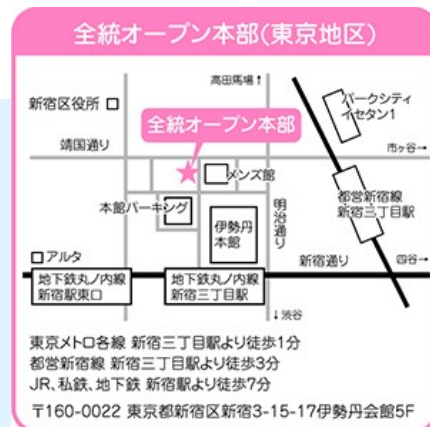 全統オープン本部(東京地区)
高田馬場↑
新宿区役所
パークシティ
イセタン1
全統オープン本部
靖国通り
市ヶ谷→
メンズ館
都営新宿線
新宿三丁目駅
本館パーキング
伊勢丹
本館
明治通り
新宿通り
アルタ
四谷→
地下鉄丸ノ内線
新宿駅東口
地下鉄丸ノ内線
新宿三丁目駅
↓渋谷
東京メトロ各線 新宿三丁目駅より徒歩1分
都営新宿線 新宿三丁目駅より徒歩3分
JR、私鉄、地下鉄 新宿駅より徒歩7分
〒160-0022 東京都新宿区新宿3-15-17伊勢丹会館5F